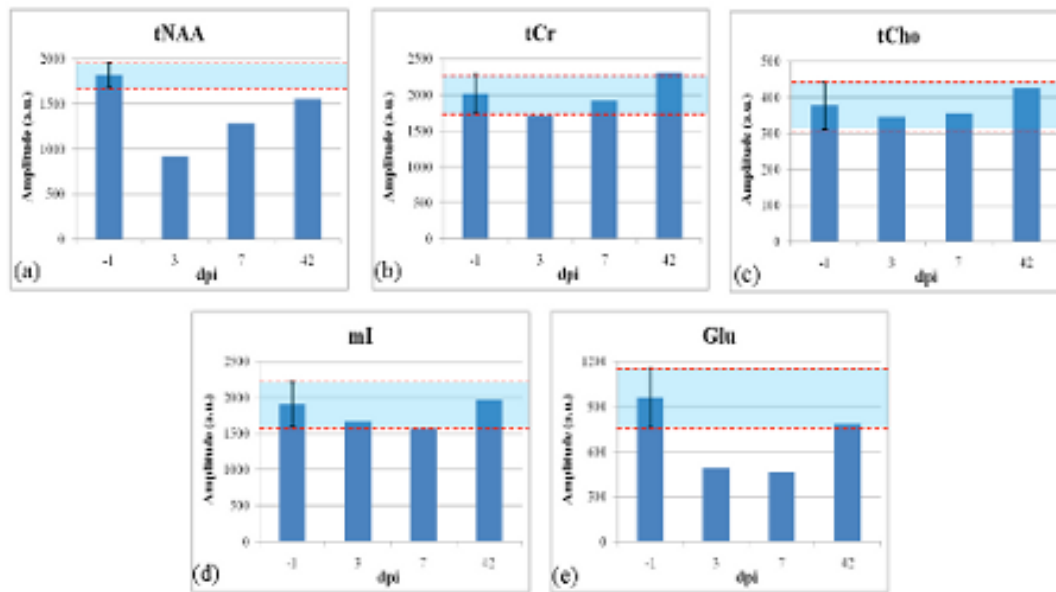 tNAA
Amplitude (a.u.)
2000
1500
1000
500
0
-1 3 7 42
dpi
(a)
tCr
Amplitude (a.u.)
2500
2000
1500
1000
500
0
-1 3 7 42
dpi
(b)
tCho
Amplitude (a.u.)
500
400
300
200
100
0
-1 3 7 42
dpi
(c)
mI
Amplitude (a.u.)
2500
2000
1500
1000
500
0
-1 3 7 42
dpi
(d)
Glu
Amplitude (a.u.)
1200
900
600
300
0
-1 3 7 42
dpi
(e)